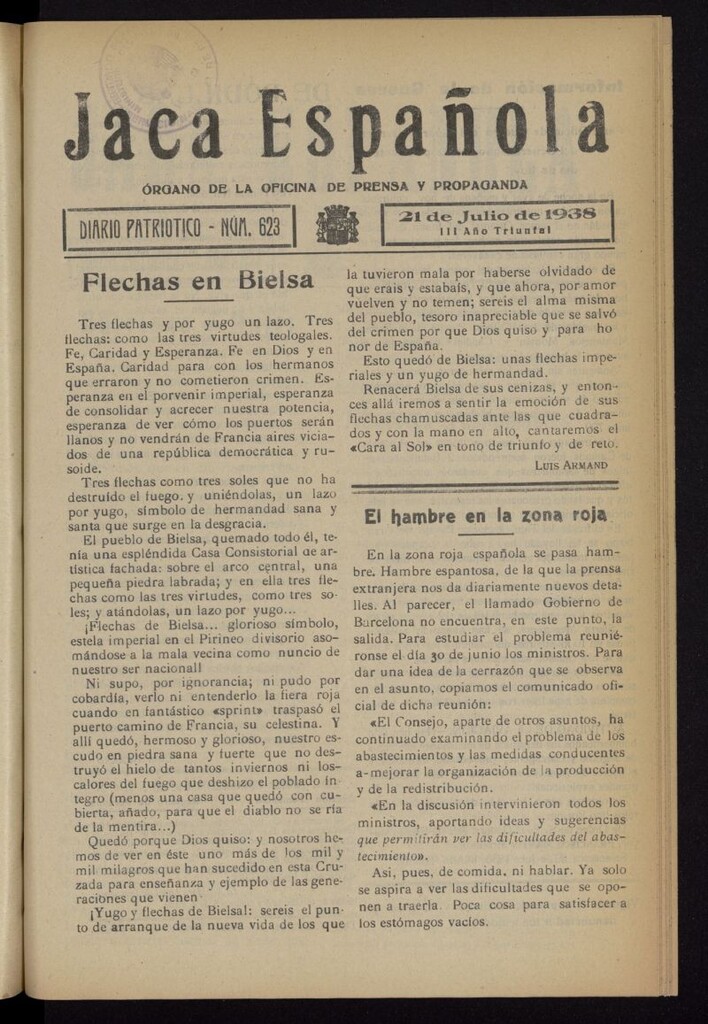 Jaca Española
ÓRGANO DE LA OFICINA DE PRENSA Y PROPAGANDA
DIARIO PATRIOTICO - NÚM. 623
21 de Julio de 1938
III Año Triunfal
Flechas en Bielsa
Tres flechas y por yugo un lazo. Tres
flechas: como las tres virtudes teologales.
Fe, Caridad y Esperanza. Fe en Dios y en
España. Caridad para con los hermanos
que erraron y no cometieron crimen. Es-
peranza en el porvenir imperial, esperanza
de consolidar y acrecer nuestra potencia,
esperanza de ver cómo los puertos serán
llanos y no vendrán de Francia aires vicia-
dos de una república democrática y ru-
soide.
Tres flechas como tres soles que no ha
destruído el fuego. y uniéndolas, un lazo
por yugo, símbolo de hermandad sana y
santa que surge en la desgracia.
El pueblo de Bielsa, quemado todo él, te-
nía una espléndida Casa Consistorial de ar-
tística fachada: sobre el arco central, una
pequeña piedra labrada; y en ella tres fle-
chas como las tres virtudes, como tres so-
les; y atándolas, un lazo por yugo...
¡Flechas de Bielsa... glorioso símbolo,
estela imperial en el Pirineo divisorio aso-
mándose a la mala vecina como nuncio de
nuestro ser nacional!
Ni supo, por ignorancia; ni pudo por
cobardía, verlo ni entenderlo la fiera roja
cuando en fantástico «sprint» traspasó el
puerto camino de Francia, su celestina. Y
allí quedó, hermoso y glorioso, nuestro es-
cudo en piedra sana y fuerte que no des-
truyó el hielo de tantos inviernos ni los-
calores del fuego que deshizo el poblado ín
tegro (menos una casa que quedó con cu-
bierta, añado, para que el diablo no se ría
de la mentira...)
Quedó porque Dios quiso: y nosotros he-
mos de ver en éste uno más de los mil y
mil milagros que han sucedido en esta Cru-
zada para enseñanza y ejemplo de las gene-
raciones que vienen
¡Yugo y flechas de Bielsa!: sereis el pun-
to de arranque de la nueva vida de los que
la tuvieron mala por haberse olvidado de
que erais y estabaís, y que ahora, por amor
vuelven y no temen; sereis el alma misma
del pueblo, tesoro inapreciable que se salvó
del crimen por que Dios quiso y para ho
nor de España.
Esto quedó de Bielsa: unas flechas impe-
riales y un yugo de hermandad.
Renacerá Bielsa de sus cenizas, y enton-
ces allá iremos a sentir la emoción de sus
flechas chamuscadas ante las que cuadra-
dos y con la mano en alto, cantaremos el
«Cara al Sol» en tono de triunfo y de reto.
LUIS ARMAND
El hambre en la zona roja
En la zona roja española se pasa ham-
bre. Hambre espantosa, de la que la prensa
extranjera nos da diariamente nuevos deta-
lles. Al parecer, el llamado Gobierno de
Barcelona no encuentra, en este punto, la
salida. Para estudiar el problema reunié-
ronse el día 30 de junio los ministros. Para
dar una idea de la cerrazón que se observa
en el asunto, copiamos el comunicado ofi-
cial de dicha reunión:
«El Consejo, aparte de otros asuntos, ha
continuado examinando el problema de los
abastecimientos y las medidas conducentes
a-mejorar la organización de la producción
y de la redistribución.
«En la discusión intervinieron todos los
ministros, aportando ideas y sugerencias
que permitirán ver las dificultades del abas-
tecimiento».
Asi, pues, de comida, ni hablar. Ya solo
se aspira a ver las dificultades que se opo-
nen a traerla. Poca cosa para satisfacer a
los estómagos vacíos.